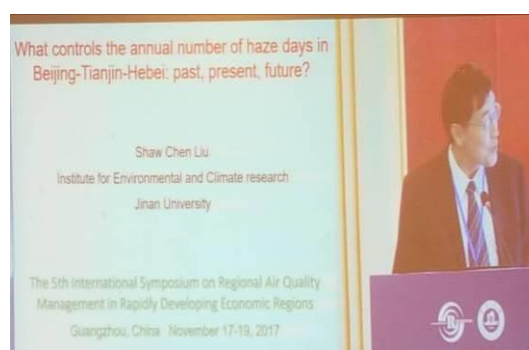 What controls the annual number of haze days in
Beijing-Tianjin-Hebei: past, present, future?
Shaw Chen Liu
Institute for Environmental and Climate research
Jinan University
The 5th International Symposium on Regional Air Quality
Management in Rapidly Developing Economic Regions
Guangzhou, China November 17-19, 2017